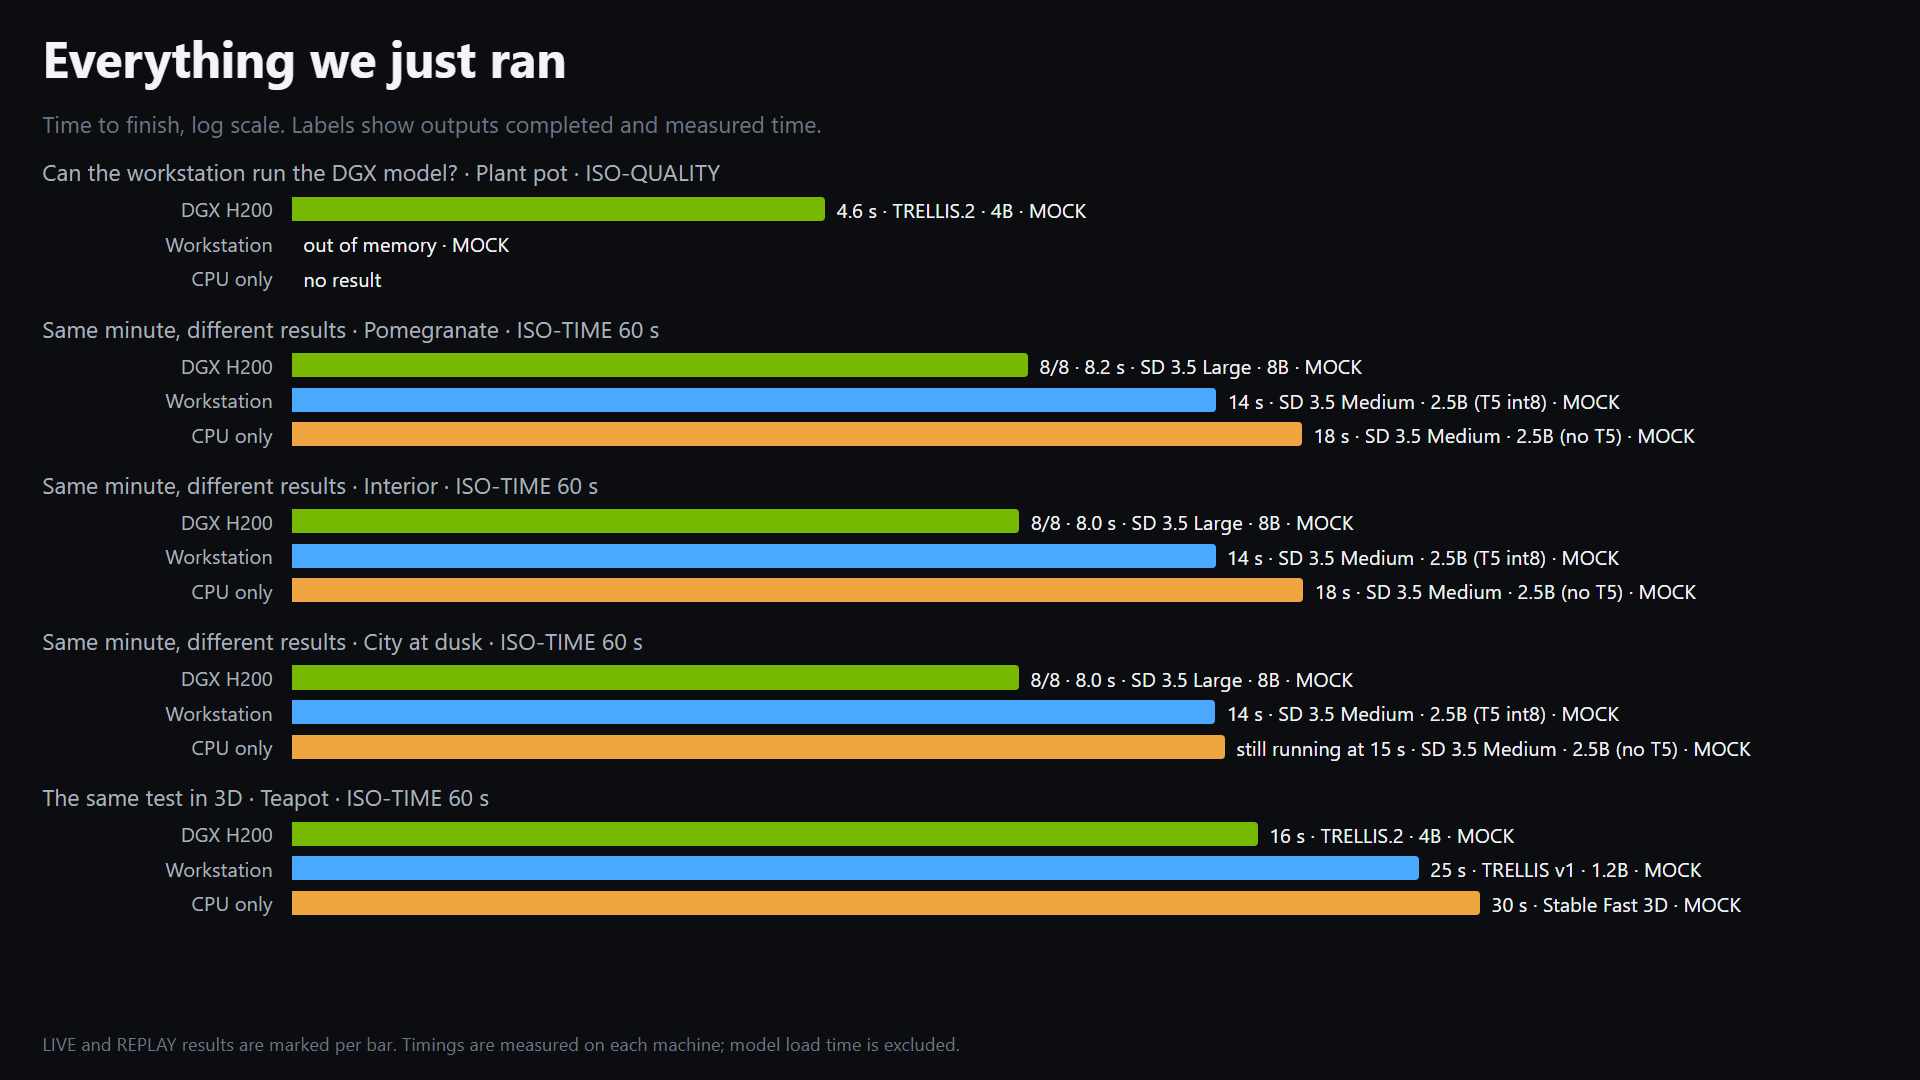 Everything we just ran
Time to finish, log scale. Labels show outputs completed and measured time.
Can the workstation run the DGX model? · Plant pot · ISO-QUALITY
DGX H200 4.6 s · TRELLIS.2 · 4B · MOCK
Workstation out of memory · MOCK
CPU only no result
Same minute, different results · Pomegranate · ISO-TIME 60 s
DGX H200 8/8 · 8.2 s · SD 3.5 Large · 8B · MOCK
Workstation 14 s · SD 3.5 Medium · 2.5B (T5 int8) · MOCK
CPU only 18 s · SD 3.5 Medium · 2.5B (no T5) · MOCK
Same minute, different results · Interior · ISO-TIME 60 s
DGX H200 8/8 · 8.0 s · SD 3.5 Large · 8B · MOCK
Workstation 14 s · SD 3.5 Medium · 2.5B (T5 int8) · MOCK
CPU only 18 s · SD 3.5 Medium · 2.5B (no T5) · MOCK
Same minute, different results · City at dusk · ISO-TIME 60 s
DGX H200 8/8 · 8.0 s · SD 3.5 Large · 8B · MOCK
Workstation 14 s · SD 3.5 Medium · 2.5B (T5 int8) · MOCK
CPU only still running at 15 s · SD 3.5 Medium · 2.5B (no T5) · MOCK
The same test in 3D · Teapot · ISO-TIME 60 s
DGX H200 16 s · TRELLIS.2 · 4B · MOCK
Workstation 25 s · TRELLIS v1 · 1.2B · MOCK
CPU only 30 s · Stable Fast 3D · MOCK
LIVE and REPLAY results are marked per bar. Timings are measured on each machine; model load time is excluded.